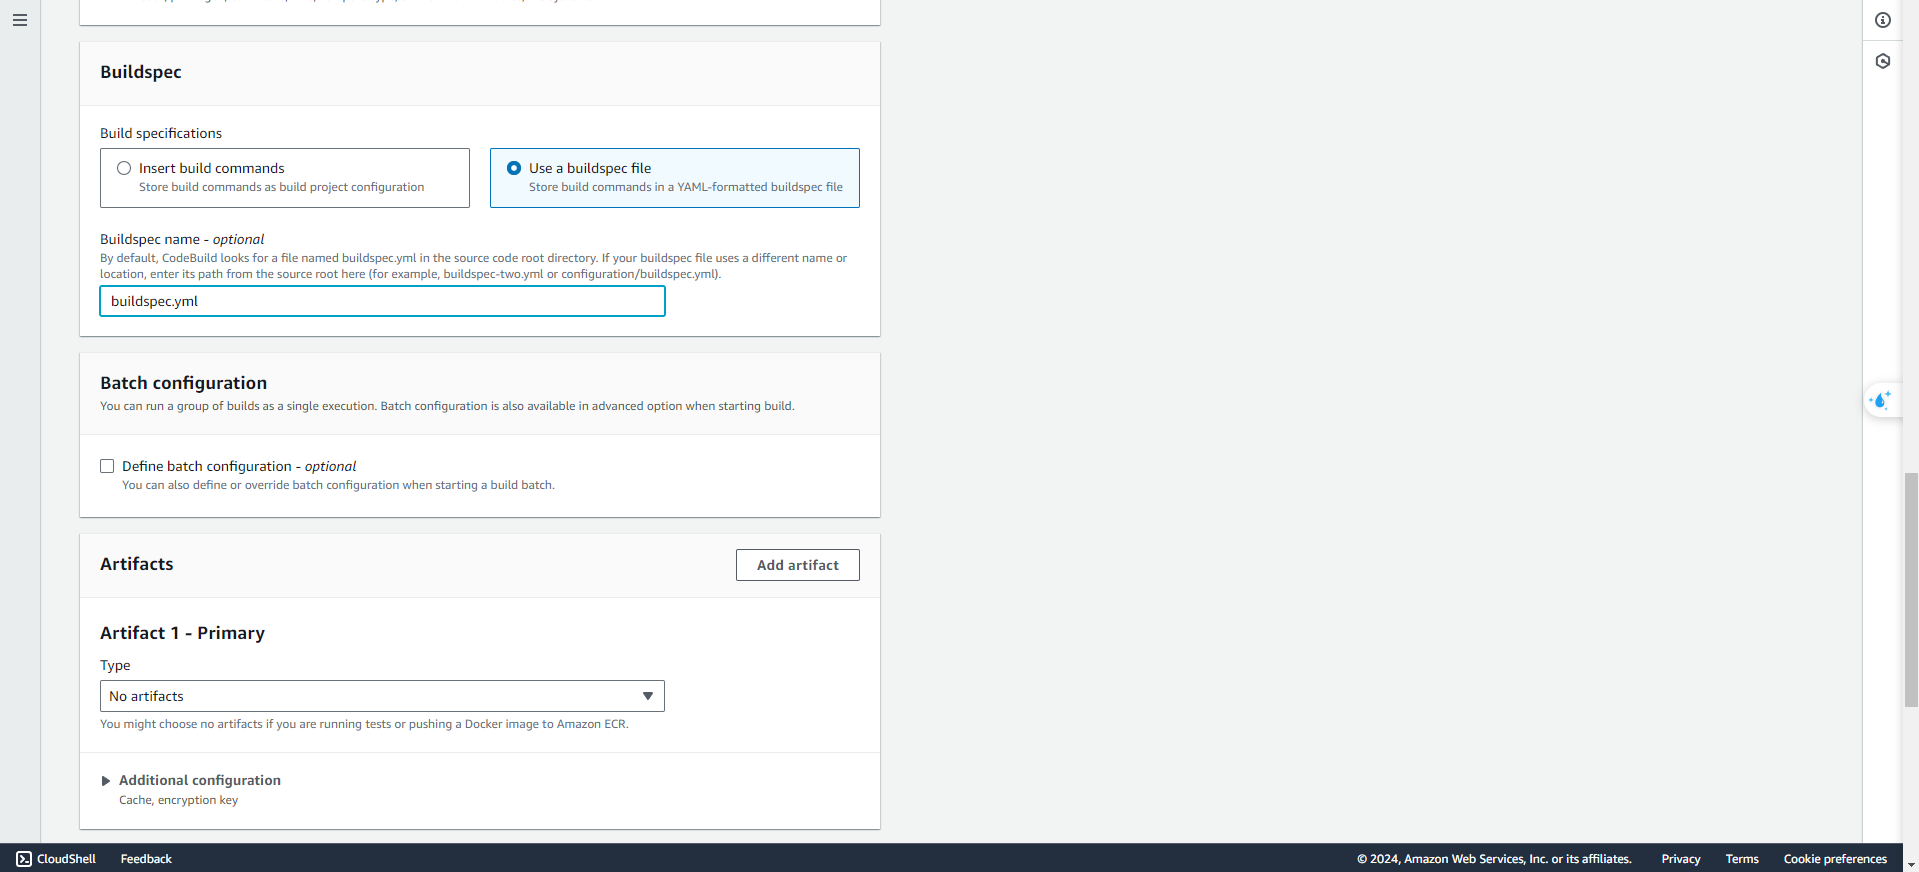 Buildspec
Build specifications
Insert build commands
Store build commands as build project configuration
Use a buildspec file
Store build commands in a YAML-formatted buildspec file
Buildspec name - optional
By default, CodeBuild looks for a file named buildspec.yml in the source code root directory. If your buildspec file uses a different name or
location, enter its path from the source root here (for example, buildspec-two.yml or configuration/buildspec.yml).
buildspec.yml
Batch configuration
You can run a group of builds as a single execution. Batch configuration is also available in advanced option when starting build.
Define batch configuration - optional
You can also define or override batch configuration when starting a build batch.
Artifacts
Add artifact
Artifact 1 - Primary
Type
No artifacts
You might choose no artifacts if you are running tests or pushing a Docker image to Amazon ECR.
Additional configuration
Cache, encryption key
CloudShell
Feedback
© 2024, Amazon Web Services, Inc. or its affiliates.
Privacy
Terms
Cookie preferences